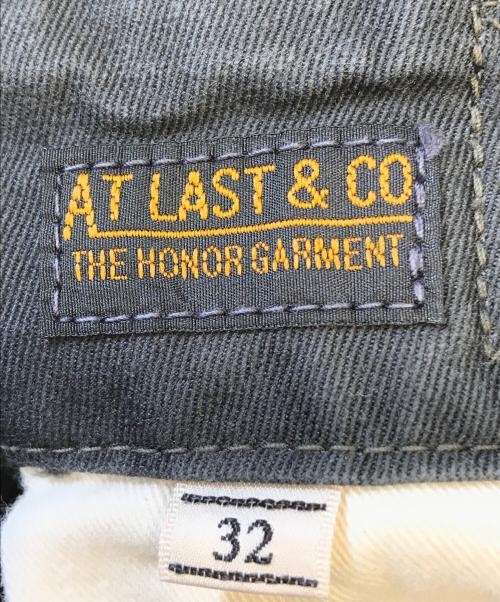 AT LAST & CO
THE HONOR GARMENT
32